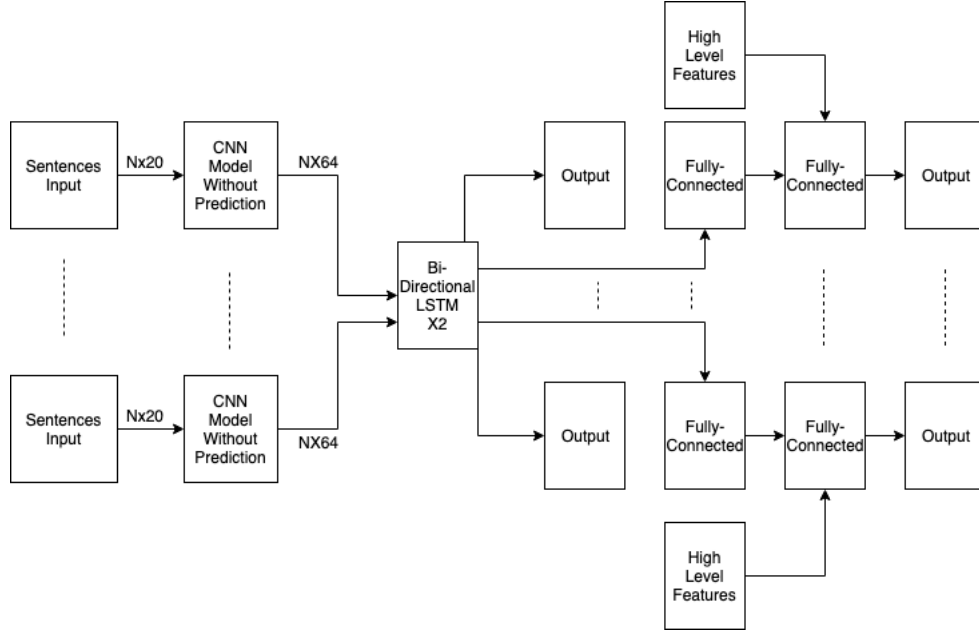 High
Level
Features
Sentences
Input
Nx20
CNN
Model
Without
Prediction
NX64
Output
Fully-
Connected
Fully-
Connected
Output
Bi-
Directional
LSTM
X2
Sentences
Input
Nx20
CNN
Model
Without
Prediction
NX64
Output
Fully-
Connected
Fully-
Connected
Output
High
Level
Features